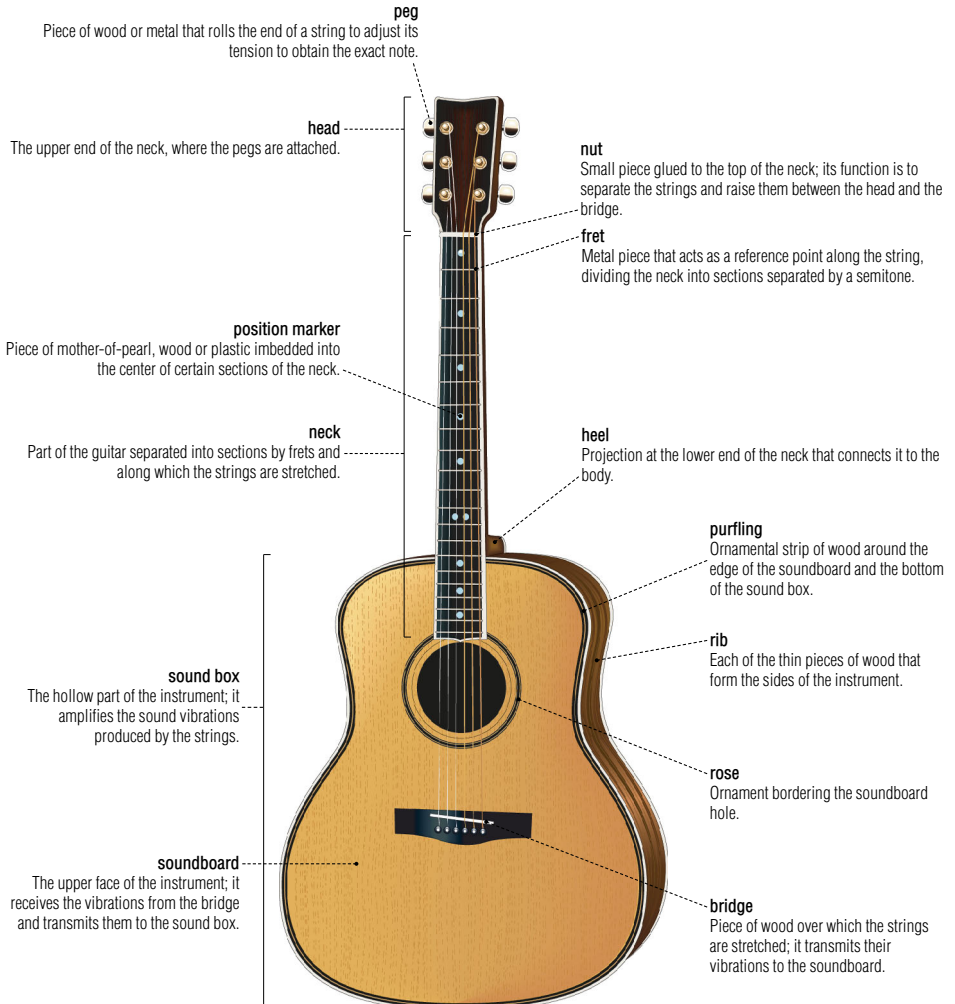 peg
Piece of wood or metal that rolls the end of a string to adjust its
tension to obtain the exact note.
head
The upper end of the neck, where the pegs are attached.
nut
Small piece glued to the top of the neck; its function is to
separate the strings and raise them between the head and the
bridge.
fret
Metal piece that acts as a reference point along the string,
dividing the neck into sections separated by a semitone.
position marker
Piece of mother-of-pearl, wood or plastic imbedded into
the center of certain sections of the neck.
neck
Part of the guitar separated into sections by frets and
along which the strings are stretched.
heel
Projection at the lower end of the neck that connects it to the
body.
purfling
Ornamental strip of wood around the
edge of the soundboard and the bottom
of the sound box.
rib
Each of the thin pieces of wood that
form the sides of the instrument.
sound box
The hollow part of the instrument; it
amplifies the sound vibrations
produced by the strings.
rose
Ornament bordering the soundboard
hole.
soundboard
The upper face of the instrument; it
receives the vibrations from the bridge
and transmits them to the sound box.
bridge
Piece of wood over which the strings
are stretched; it transmits their
vibrations to the soundboard.